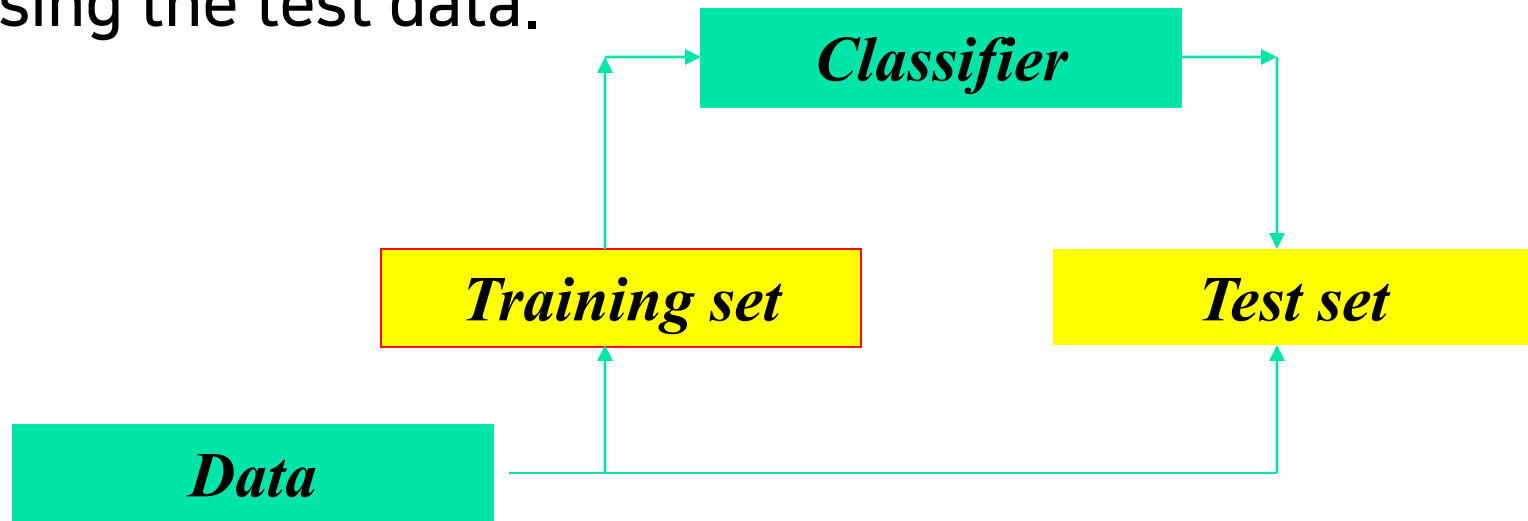 sing the test data.
Classifier
Training set
Test set
Data